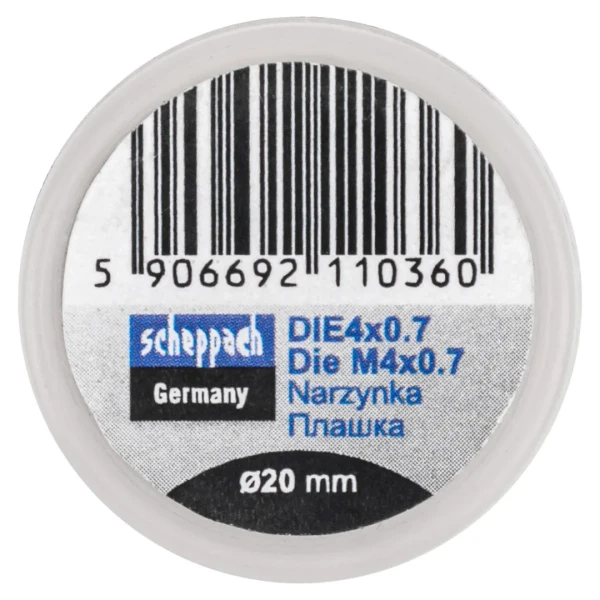 5 906692 110360
scheppach
Germany
DIE4x0.7
Die M4x0.7
Narzynka
Плашка
ø20 mm